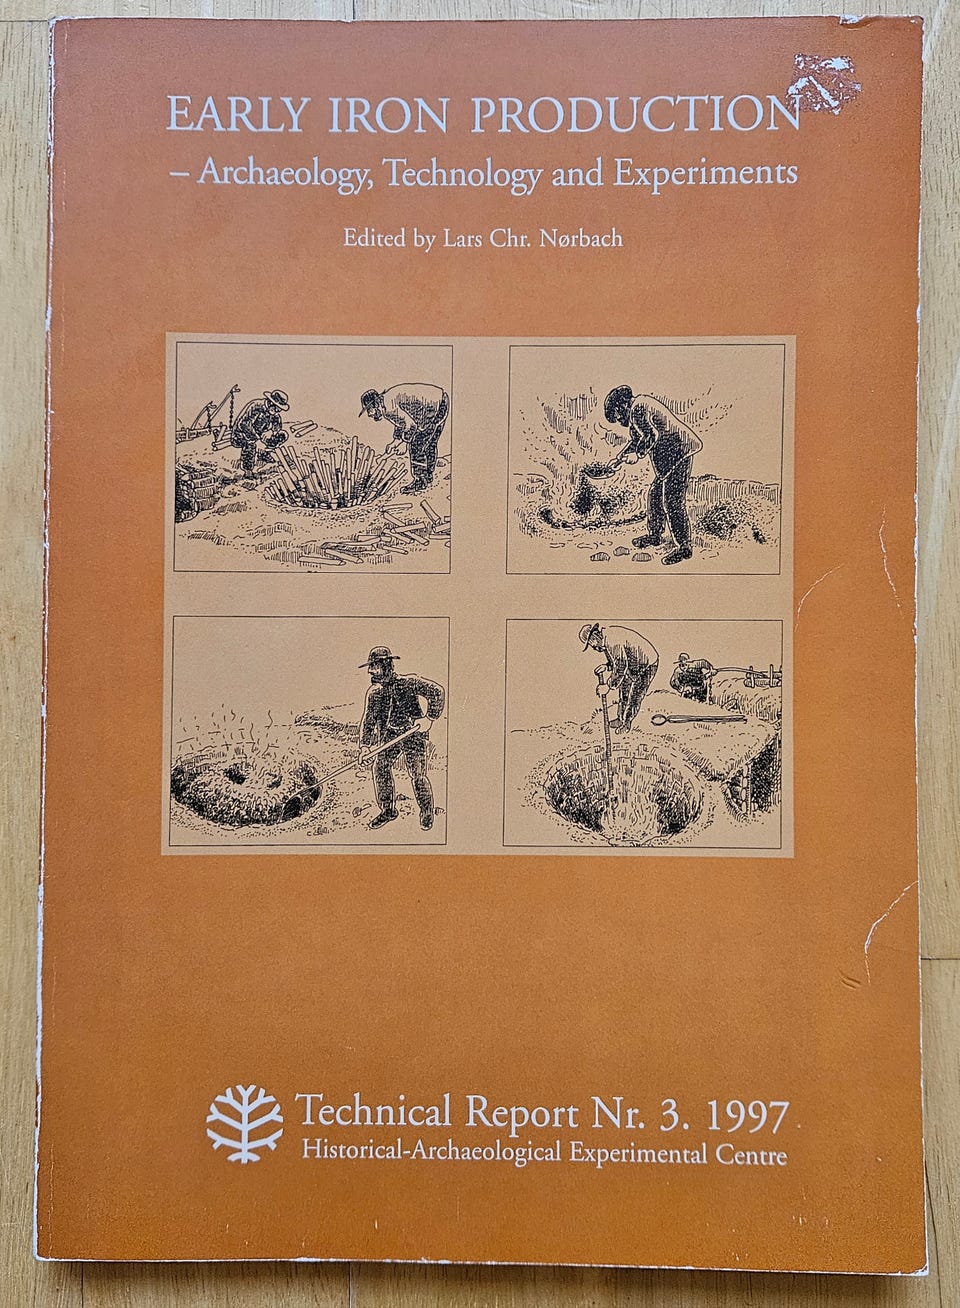 EARLY IRON PRODUCTION
– Archaeology, Technology and Experiments
Edited by Lars Chr. Nørbach
Technical Report Nr. 3. 1997
Historical-Archaeological Experimental Centre